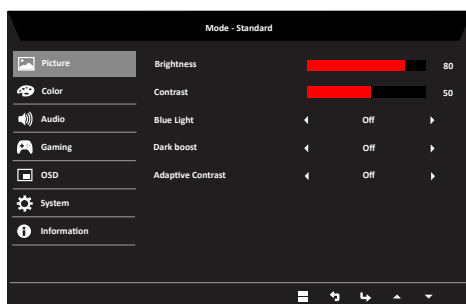 Mode - Standard
Picture
Brightness 80
Color
Contrast 50
Audio
Blue Light Off
Gaming
Dark boost Off
OSD
Adaptive Contrast Off
System
Information